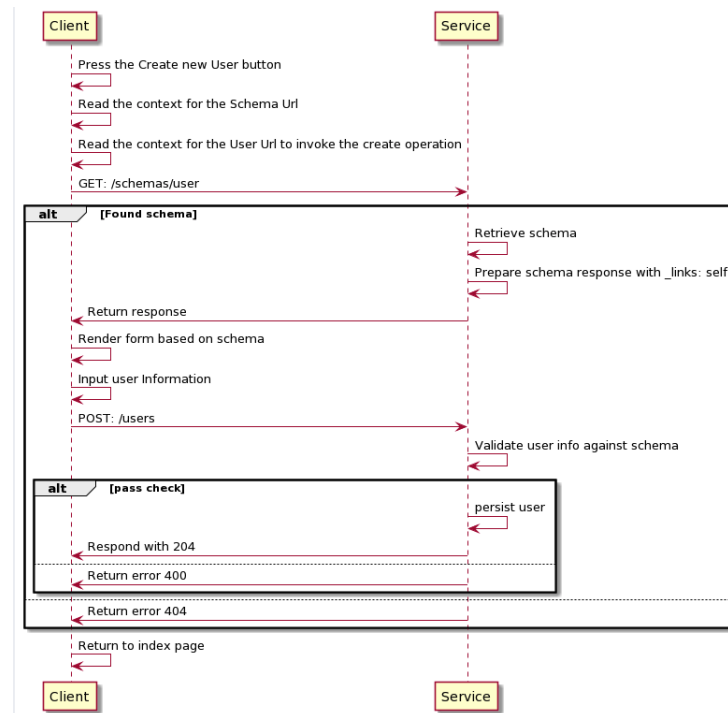 Client
Service
Press the Create new User button
Read the context for the Schema Url
Read the context for the User Url to invoke the create operation
GET: /schemas/user
alt
[Found schema]
Retrieve schema
Prepare schema response with _links: self
Return response
Render form based on schema
Input user Information
POST: /users
Validate user info against schema
alt
[pass check]
persist user
Respond with 204
Return error 400
Return error 404
Return to index page
Client
Service